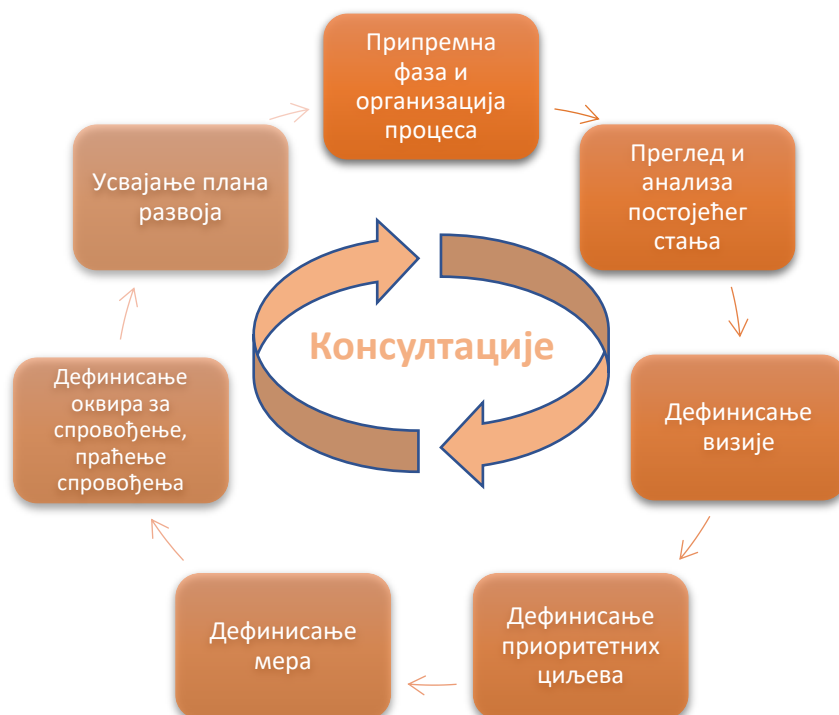 Припремна
фаза и
организација
процеса
Преглед и
анализа
постојећег
стања
Дефинисање
визије
Дефинисање
приоритетних
циљева
Дефинисање
мера
Дефинисање
оквира за
спровођење,
праћење
спровођења
Усвајање плана
развоја
Консултације